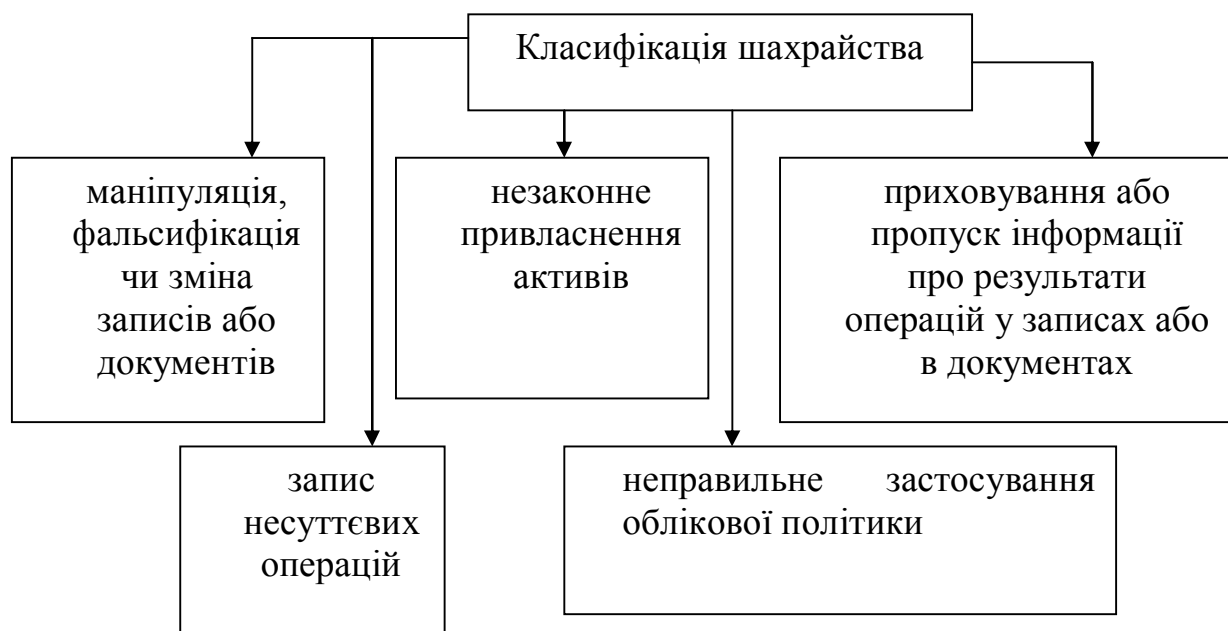 Класифікація шахрайства
маніпуляція,
фальсифікація
чи зміна
записів або
документів
незаконне
привласнення
активів
приховування або
пропуск інформації
про результати
операцій у записах або
в документах
запис
несуттєвих
операцій
неправильне застосування
облікової політики